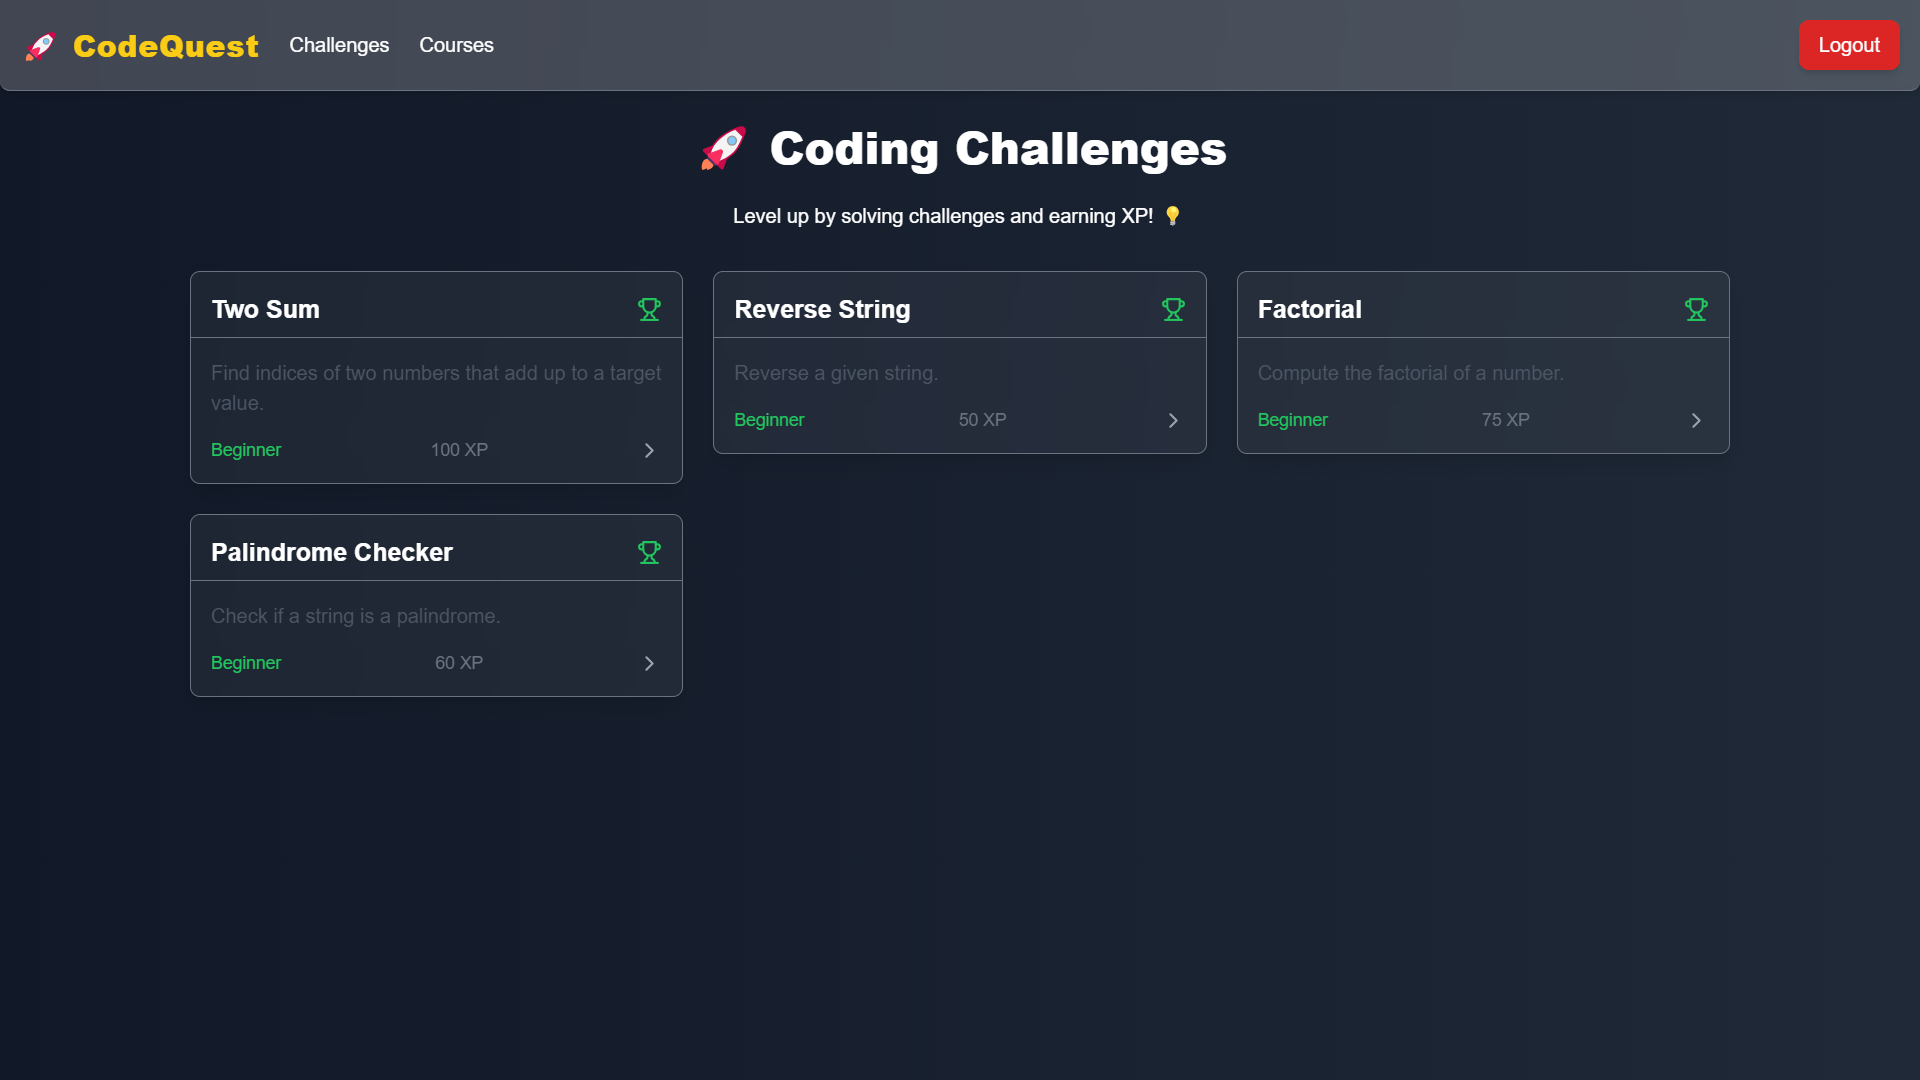 🚀 CodeQuest Challenges Courses Logout
🚀 Coding Challenges
Level up by solving challenges and earning XP! 💡
Two Sum
Find indices of two numbers that add up to a target
value.
Beginner 100 XP
Reverse String
Reverse a given string.
Beginner 50 XP
Factorial
Compute the factorial of a number.
Beginner 75 XP
Palindrome Checker
Check if a string is a palindrome.
Beginner 60 XP